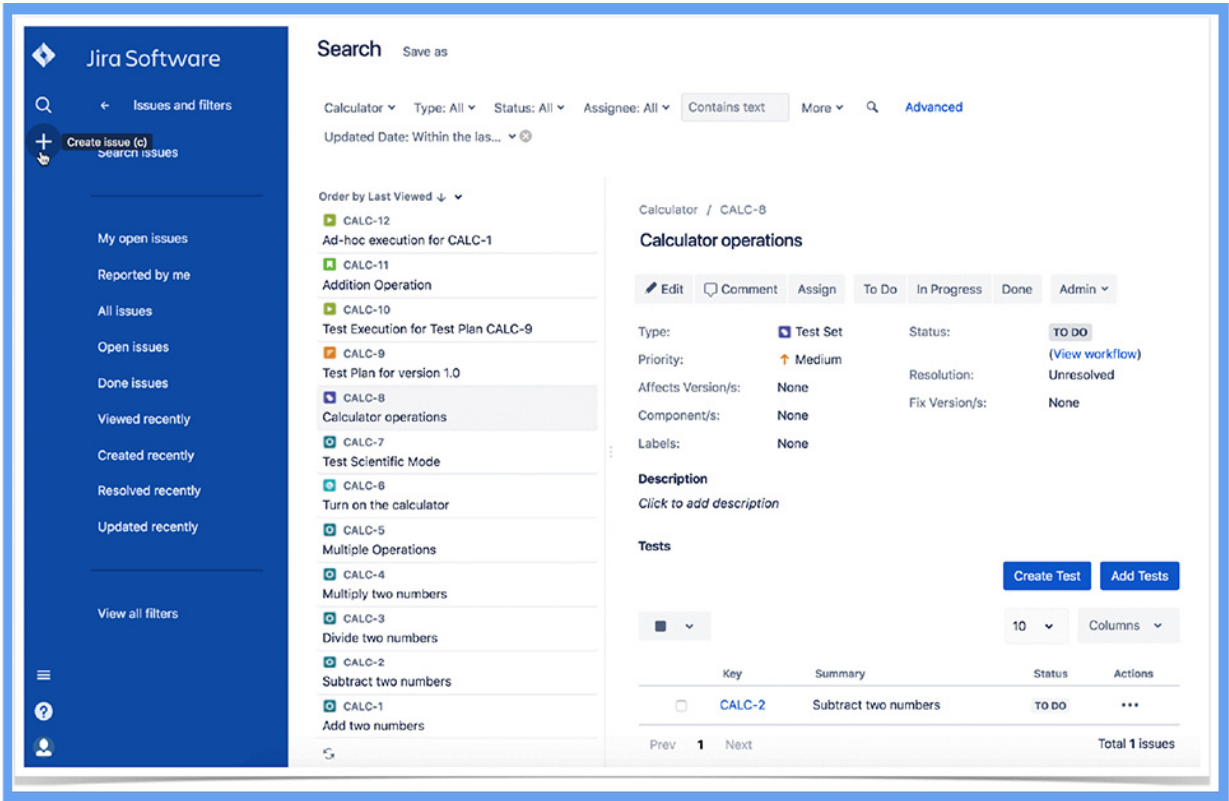 Jira Software
Issues and filters
Create issue (c)
Search issues
My open issues
Reported by me
All issues
Open issues
Done issues
Viewed recently
Created recently
Resolved recently
Updated recently
View all filters
Search Save as
Calculator Type: All Status: All Assignee: All Contains text More Advanced
Updated Date: Within the las...
Order by Last Viewed
CALC-12
Ad-hoc execution for CALC-1
CALC-11
Addition Operation
CALC-10
Test Execution for Test Plan CALC-9
CALC-9
Test Plan for version 1.0
CALC-8
Calculator operations
CALC-7
Test Scientific Mode
CALC-6
Turn on the calculator
CALC-5
Multiple Operations
CALC-4
Multiply two numbers
CALC-3
Divide two numbers
CALC-2
Subtract two numbers
CALC-1
Add two numbers
Calculator / CALC-8
Calculator operations
Edit Comment Assign To Do In Progress Done Admin
Type: Test Set Status: TO DO
(View workflow)
Priority: Medium
Resolution: Unresolved
Affects Version/s: None
Fix Version/s: None
Component/s: None
Labels: None
Description
Click to add description
Tests
Create Test Add Tests
10 Columns
Key Summary Status Actions
CALC-2 Subtract two numbers TO DO •••
Prev 1 Next Total 1 issues